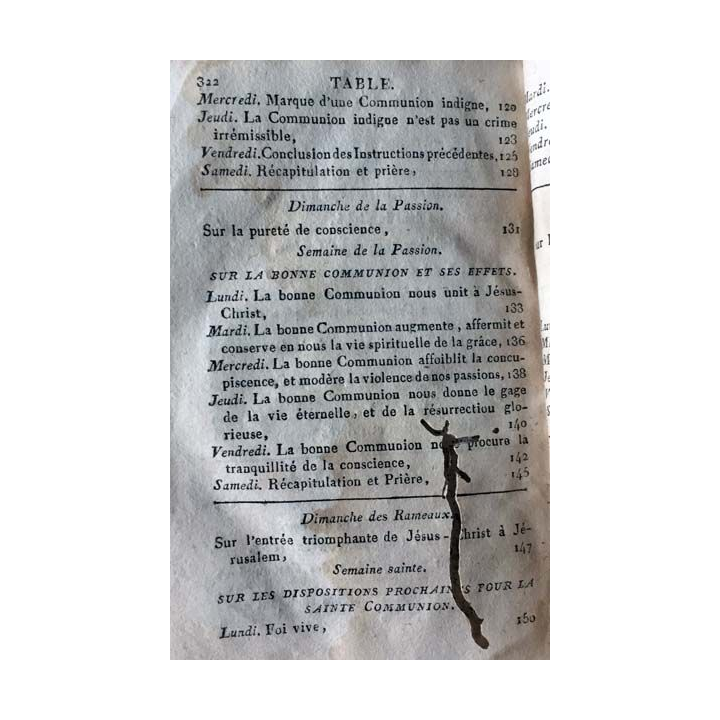 322 TABLE.
Mercredi. Marque d'une Communion indigne, 120
Jeudi. La Communion indigne n'est pas un crime
irrémissible, 123
Vendredi. Conclusion des Instructions précédentes, 125
Samedi. Récapitulation et prière, 128
Dimanche de la Passion.
Sur la pureté de conscience, 131
Semaine de la Passion.
SUR LA BONNE COMMUNION ET SES EFFETS.
Lundi. La bonne Communion nous unit à Jésus-
Christ, 133
Mardi. La bonne Communion augmente, affermit et
conserve en nous la vie spirituelle de la grâce, 136
Mercredi. La bonne Communion affoiblit la concu-
piscence, et modère la violence de nos passions, 138
Jeudi. La bonne Communion nous donne le gage
de la vie éternelle, et de la résurrection glo-
rieuse, 140
Vendredi. La bonne Communion procure la
tranquillité de la conscience, 142
Samedi. Récapitulation et Prière, 145
Dimanche des Rameaux.
Sur l'entrée triomphante de Jésus-Christ à Jé-
rusalem, 147
Semaine sainte.
SUR LES DISPOSITIONS PROCHAINES POUR LA
SAINTE COMMUNION.
Lundi. Foi vive, 150